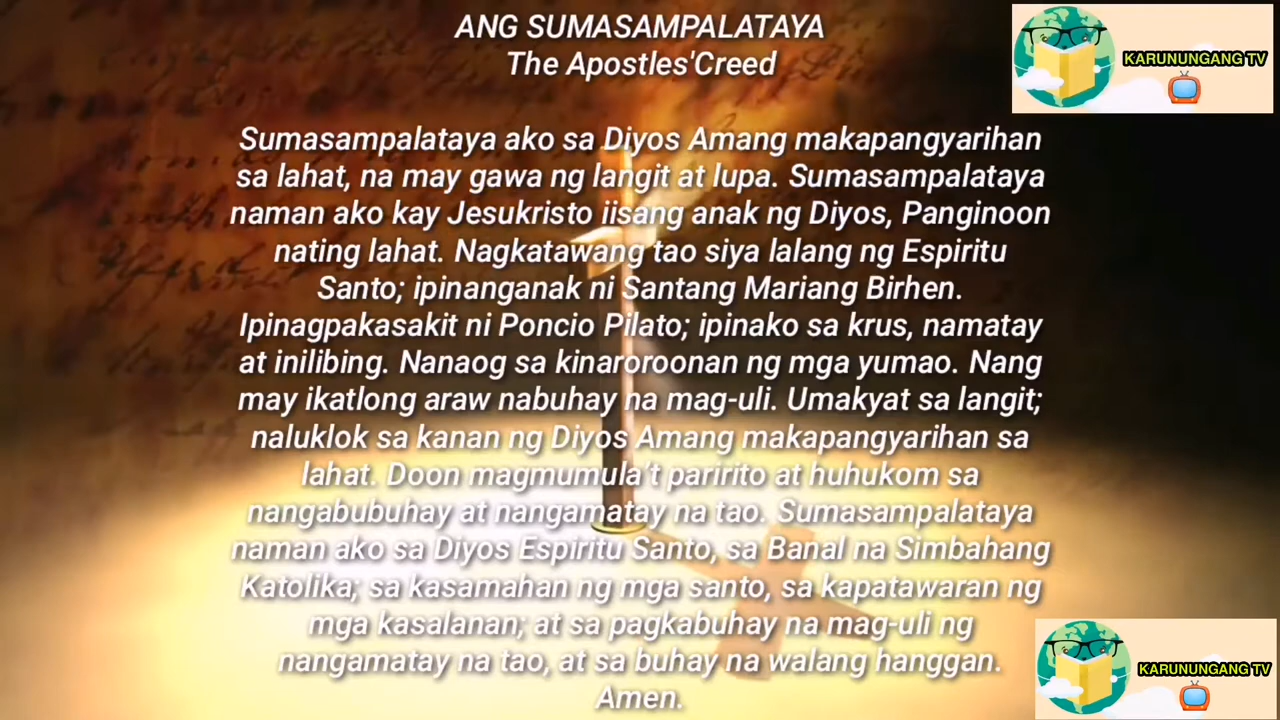 ANG SUMASAMPALATAYA
The Apostles'Creed
KARUNUNGANG TV
Sumasampalataya ako sa Diyos Amang makapangyarihan
sa lahat, na may gawa ng langit at lupa. Sumasampalataya
naman ako kay Jesukristo iisang anak ng Diyos, Panginoon
nating lahat. Nagkatawang tao siya lalang ng Espiritu
Santo; ipinanganak ni Santang Mariang Birhen.
Ipinagpakasakit ni Poncio Pilato; ipinako sa krus, namatay
at inilibing. Nanaog sa kinaroroonan ng mga yumao. Nang
may ikatlong araw nabuhay na mag-uli. Umakyat sa langit;
naluklok sa kanan ng Diyos Amang makapangyarihan sa
lahat. Doon magmumula't paririto at huhukom sa
nangabubuhay at nangamatay na tao. Sumasampalataya
naman ako sa Diyos Espiritu Santo, sa Banal na Simbahang
Katolika; sa kasamahan ng mga santo, sa kapatawaran ng
mga kasalanan; at sa pagkabuhay na mag-uli ng
nangamatay na tao, at sa buhay na walang hanggan.
Amen.
KARUNUNGANG TV